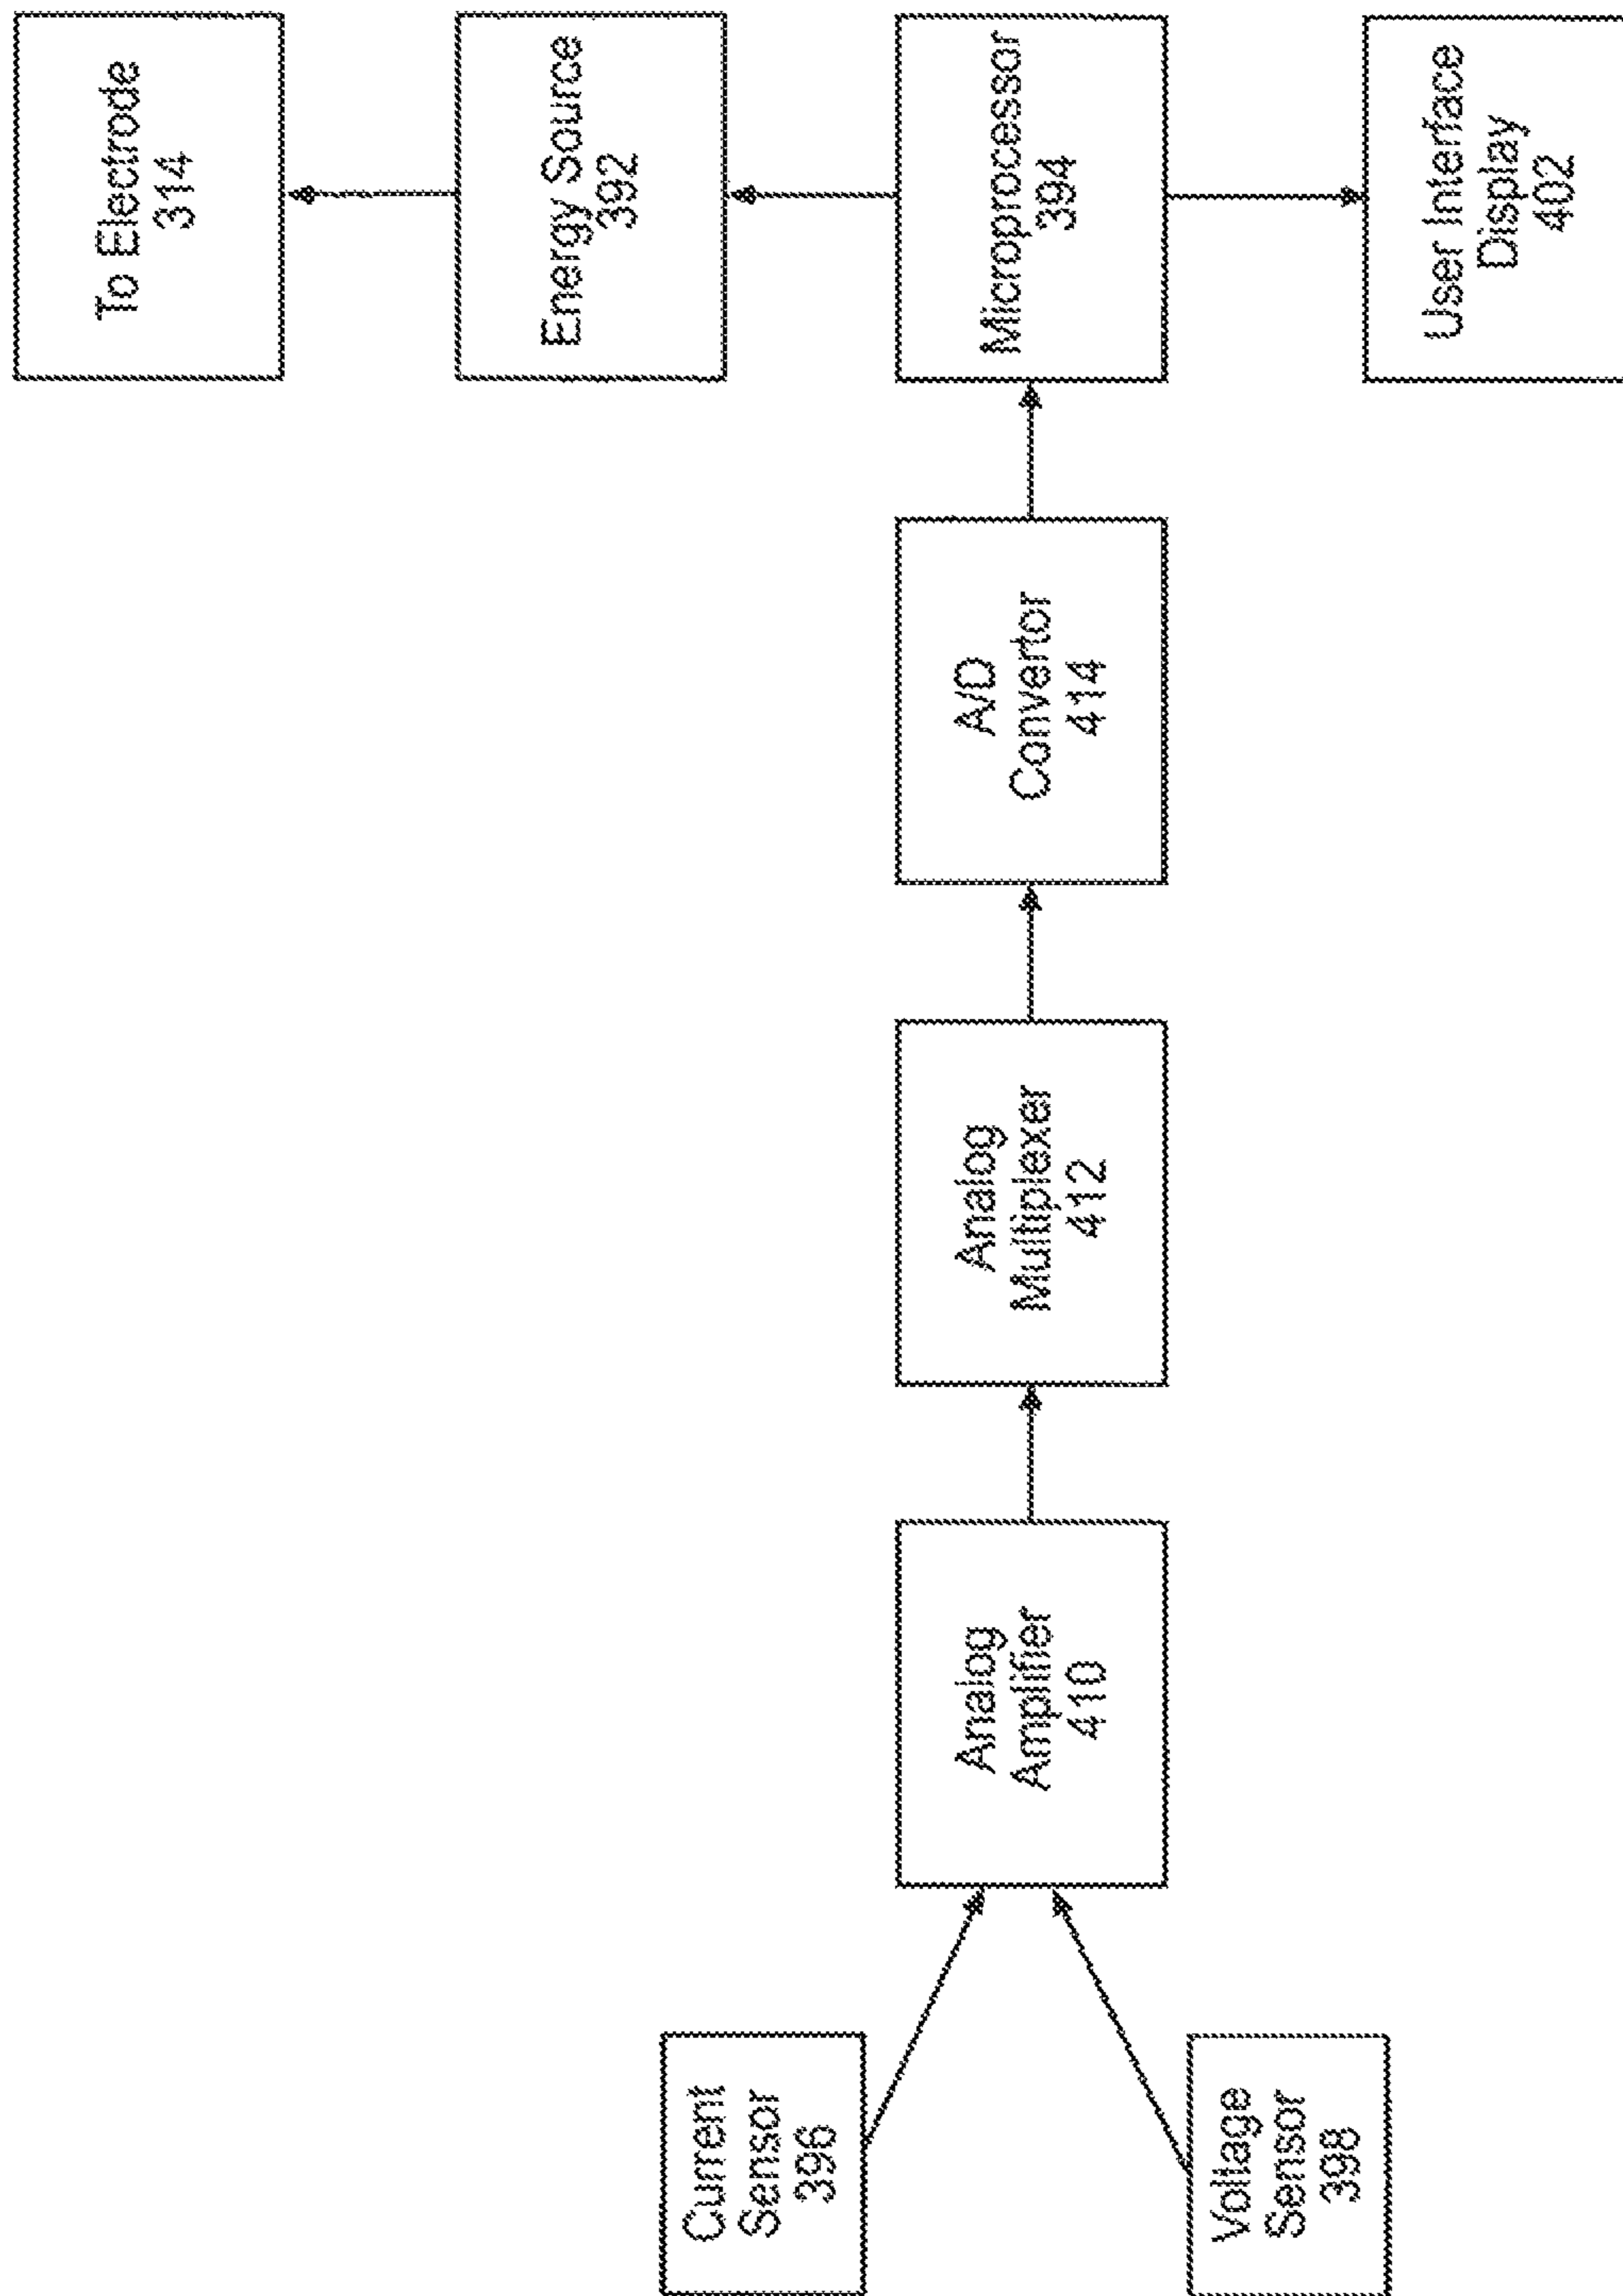 Current
Sensor
396
Voltage
Sensor
398
Analog
Amplifier
410
Analog
Multiplexer
412
A/D
Convertor
414
To Electrode
314
Energy Source
392
Microprocessor
394
User Interface
Display
402